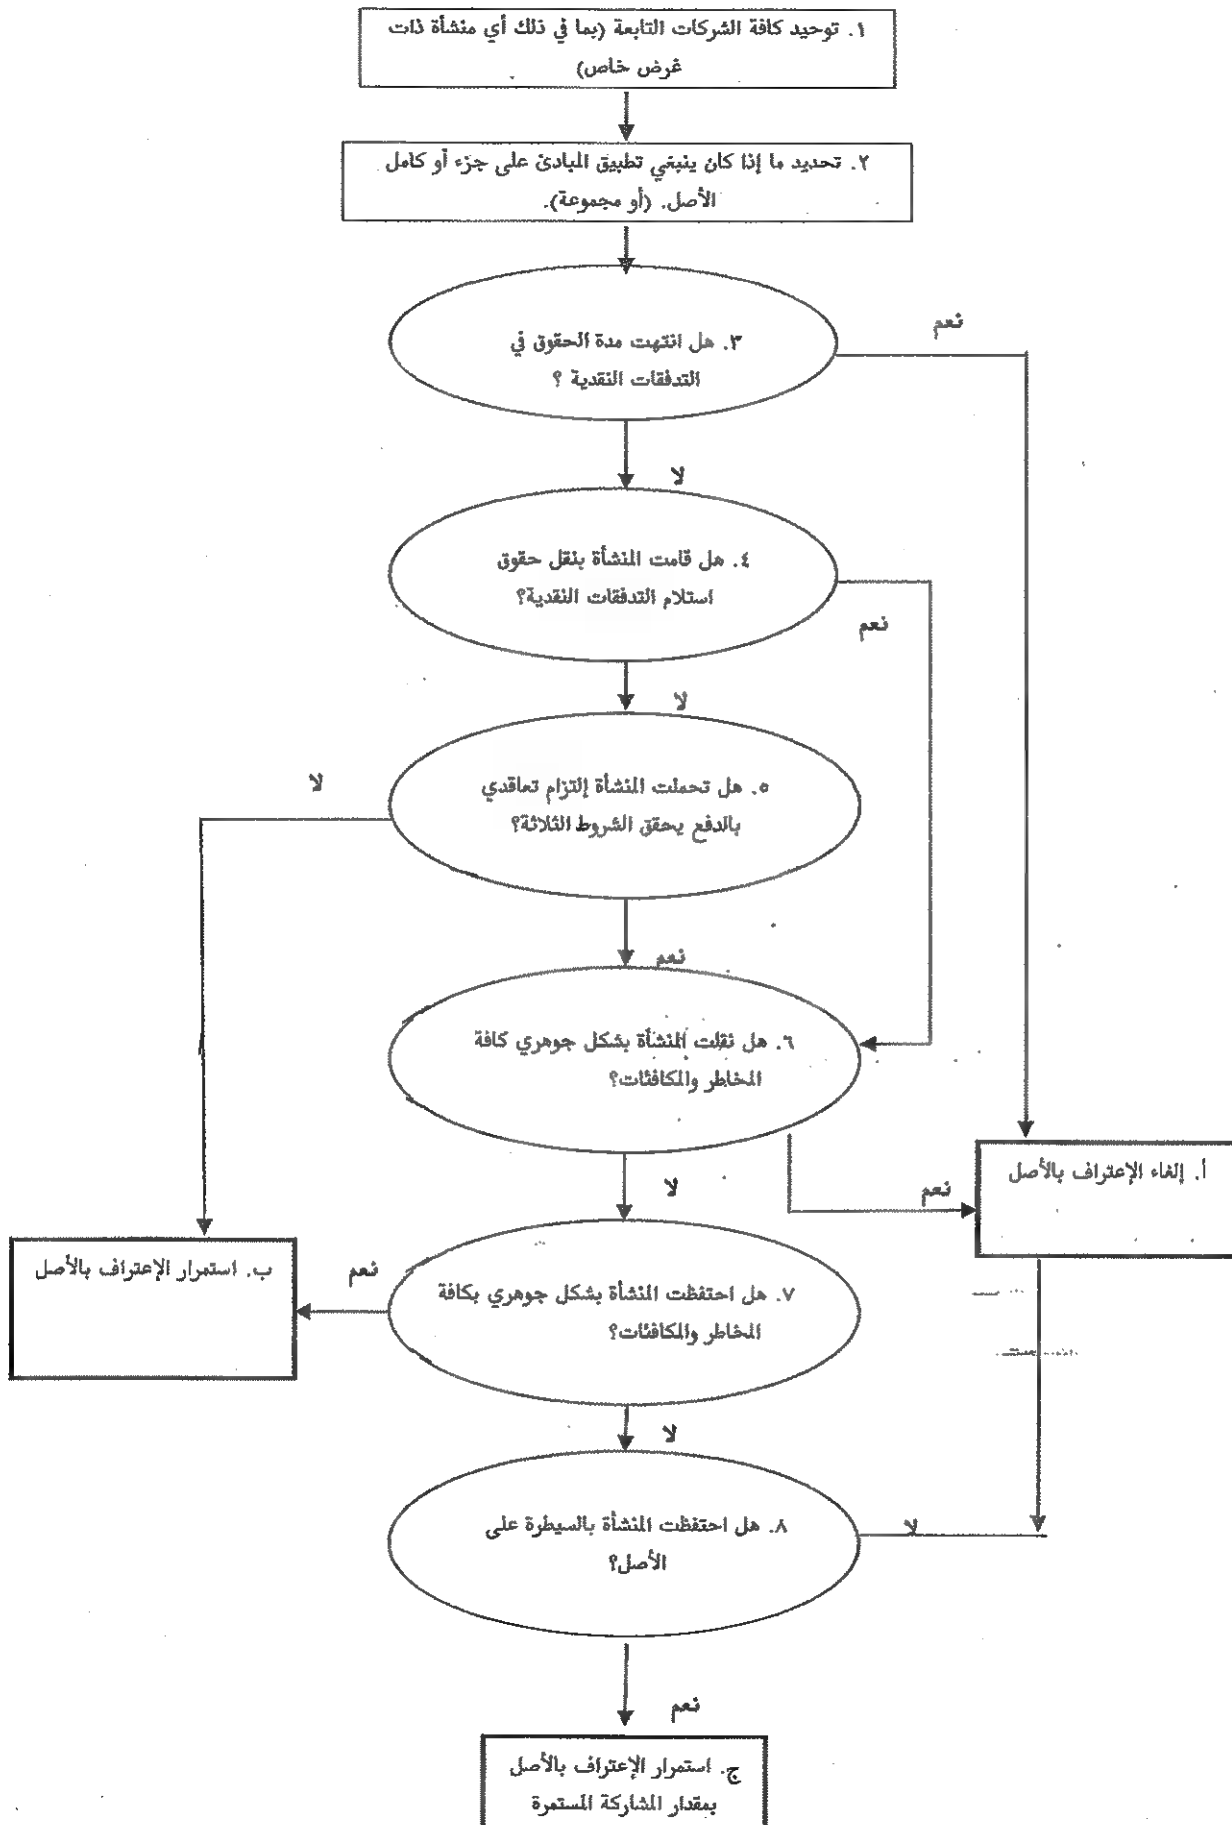 ١. توحيد كافة الشركات التابعة (بما في ذلك أي منشأة ذات
غرض خاص)
٢. تحديد ما إذا كان ينبغي تطبيق المبادئ على جزء أو كامل
الأصل. (أو مجموعة).
٣. هل انتهت مدة الحقوق في
التدفقات النقدية ؟
نعم
لا
٤. هل قامت المنشأة بنقل حقوق
استلام التدفقات النقدية؟
نعم
لا
٥. هل تحملت المنشأة إلتزام تعاقدي
بالدفع يحقق الشروط الثلاثة؟
لا
نعم
٦. هل نقلت المنشأة بشكل جوهري كافة
المخاطر والمكافئات؟
نعم
لا
أ. إلغاء الإعتراف بالأصل
٧. هل احتفظت المنشأة بشكل جوهري بكافة
المخاطر والمكافئات؟
نعم
ب. استمرار الإعتراف بالأصل
لا
٨. هل احتفظت المنشأة بالسيطرة على
الأصل؟
لا
نعم
ج. استمرار الإعتراف بالأصل
بمقدار المشاركة المستمرة